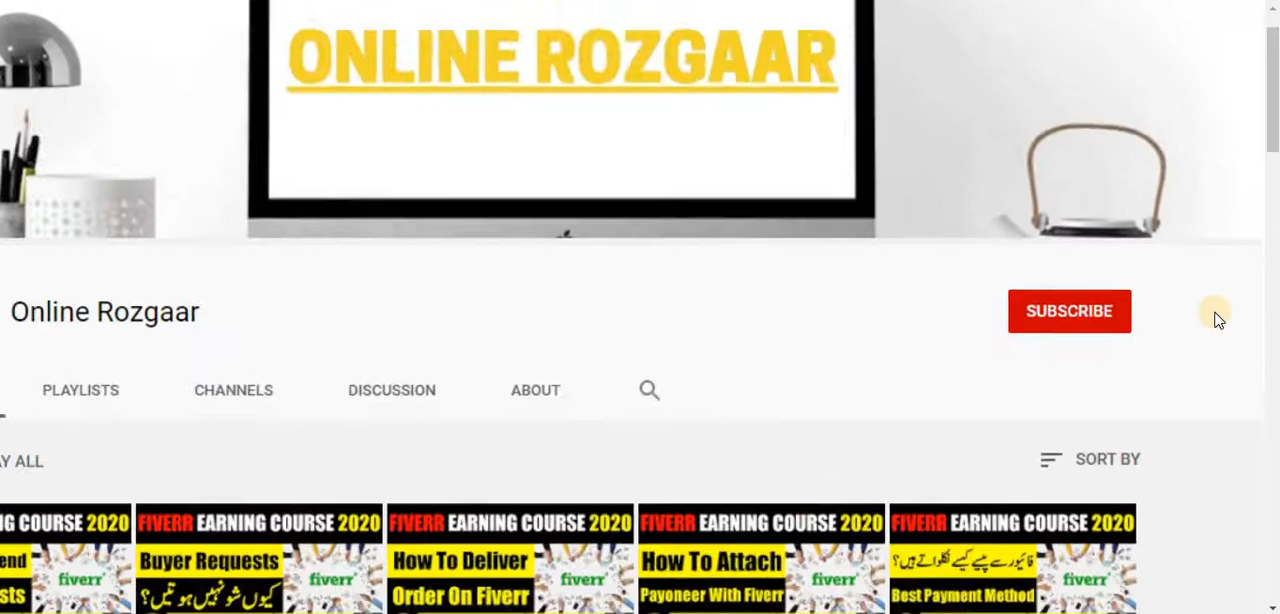 ONLINE ROZGAAR
Online Rozgaar
SUBSCRIBE
PLAYLISTS CHANNELS DISCUSSION ABOUT
AY ALL
SORT BY
NG COURSE 2020
end
sts
fiverr
FIVERR EARNING COURSE 2020
Buyer Requests
کیوں شو نہیں ہوتیں؟
fiverr
FIVERR EARNING COURSE 2020
How To Deliver
Order On Fiverr
fiverr
FIVERR EARNING COURSE 2020
How To Attach
Payoneer With Fiverr
fiverr
FIVERR EARNING COURSE 2020
فائیور سے پیسے کیسے نکلواتے ہیں؟
Best Payment Method
fiverr